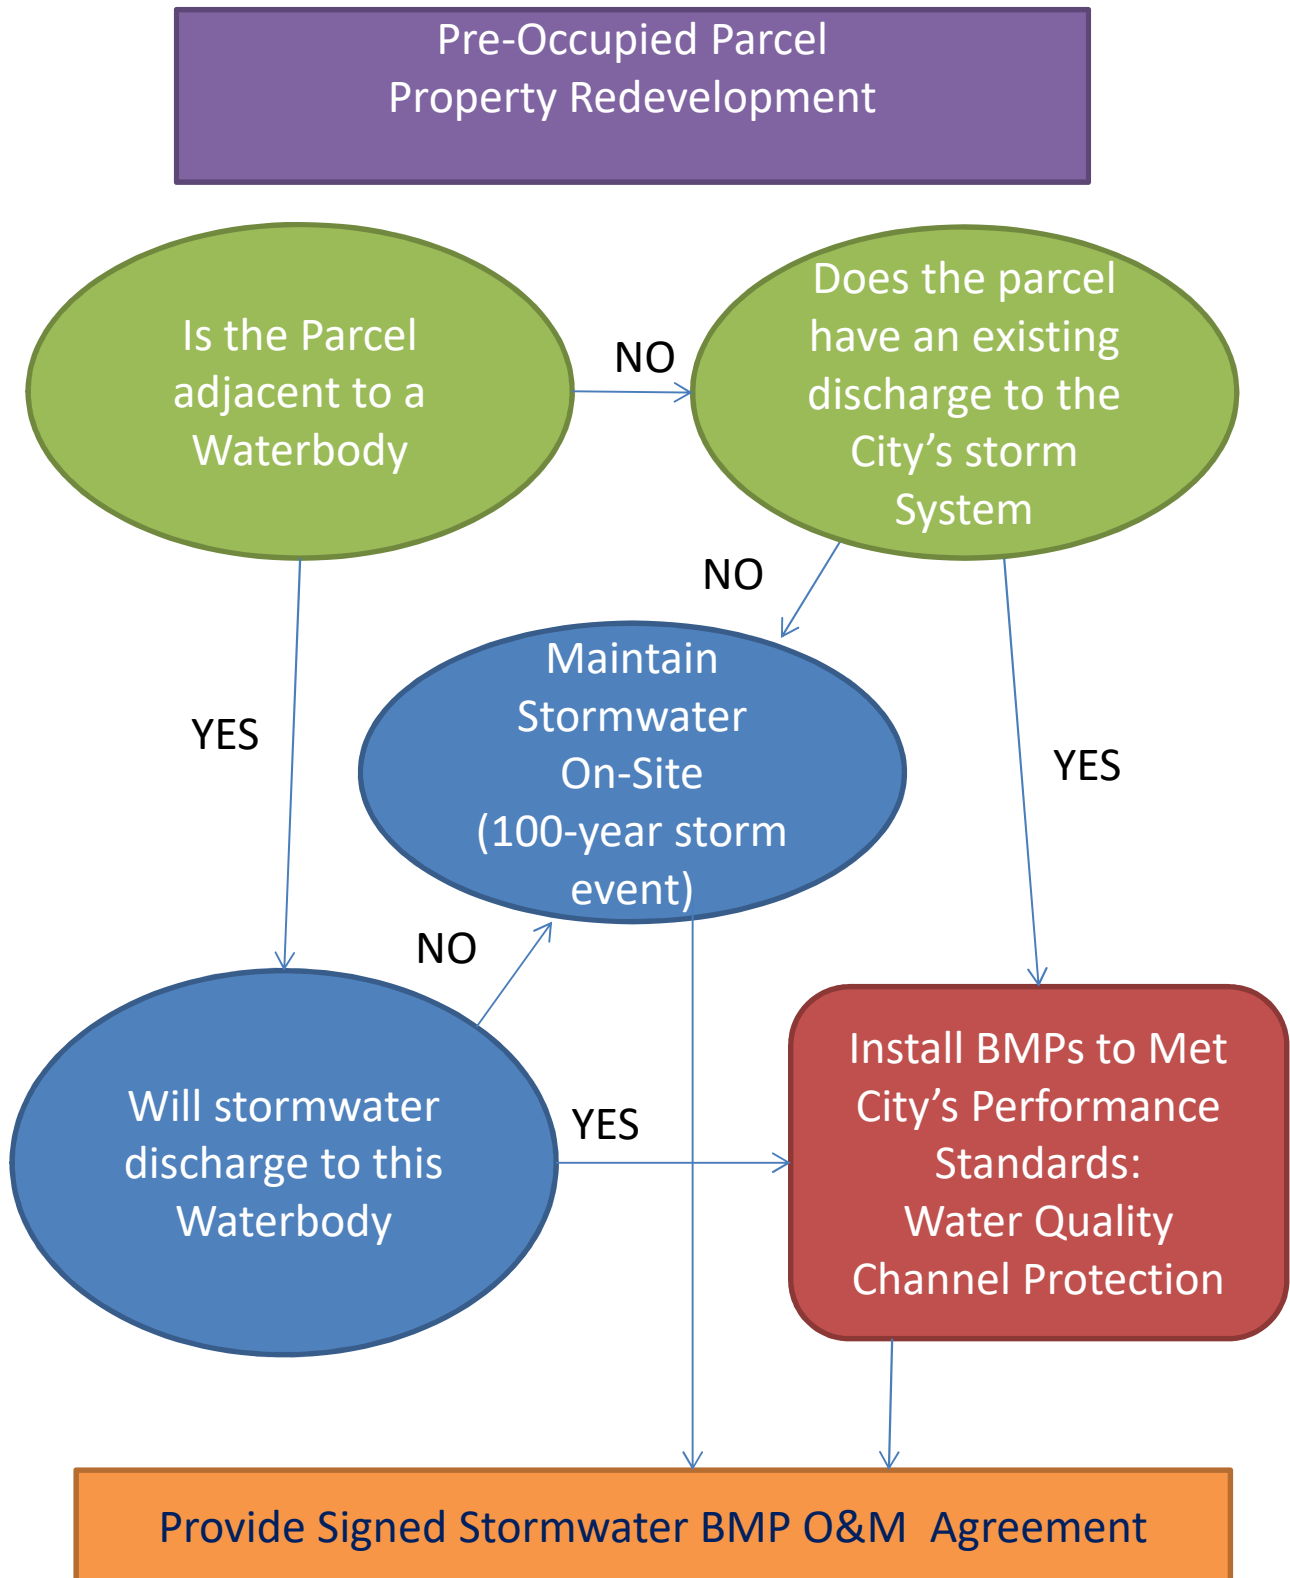 Pre-Occupied Parcel
Property Redevelopment
Is the Parcel
adjacent to a
Waterbody
NO
Does the parcel
have an existing
discharge to the
City’s storm
System
NO
YES
Maintain
Stormwater
On-Site
(100-year storm
event)
YES
NO
Will stormwater
discharge to this
Waterbody
YES
Install BMPs to Met
City’s Performance
Standards:
Water Quality
Channel Protection
Provide Signed Stormwater BMP O&M  Agreement